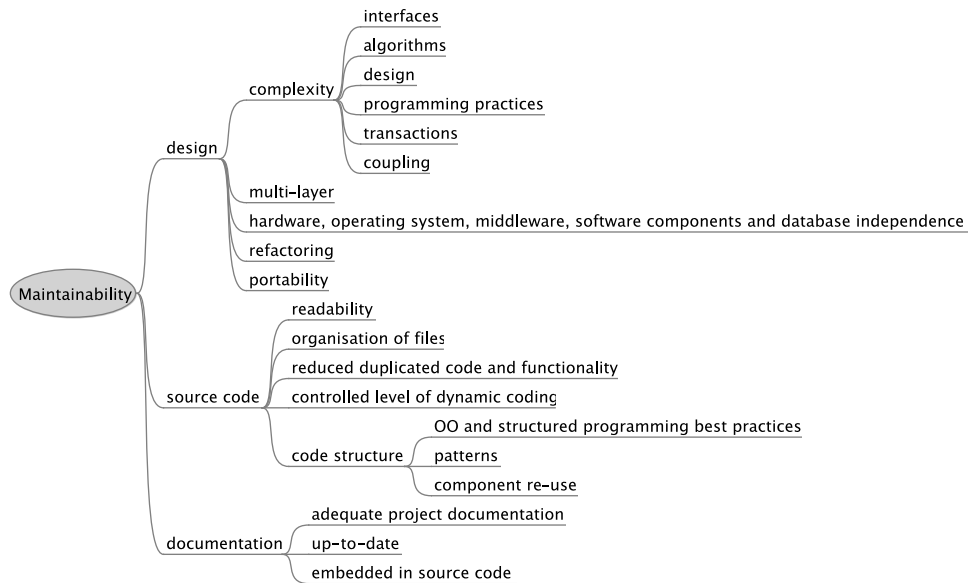 interfaces
algorithms
complexity
design
programming practices
transactions
design
coupling
multi-layer
hardware, operating system, middleware, software components and database independence
refactoring
portability
Maintainability
readability
organisation of files
reduced duplicated code and functionality
source code
controlled level of dynamic coding
OO and structured programming best practices
code structure
patterns
component re-use
adequate project documentation
documentation
up-to-date
embedded in source code